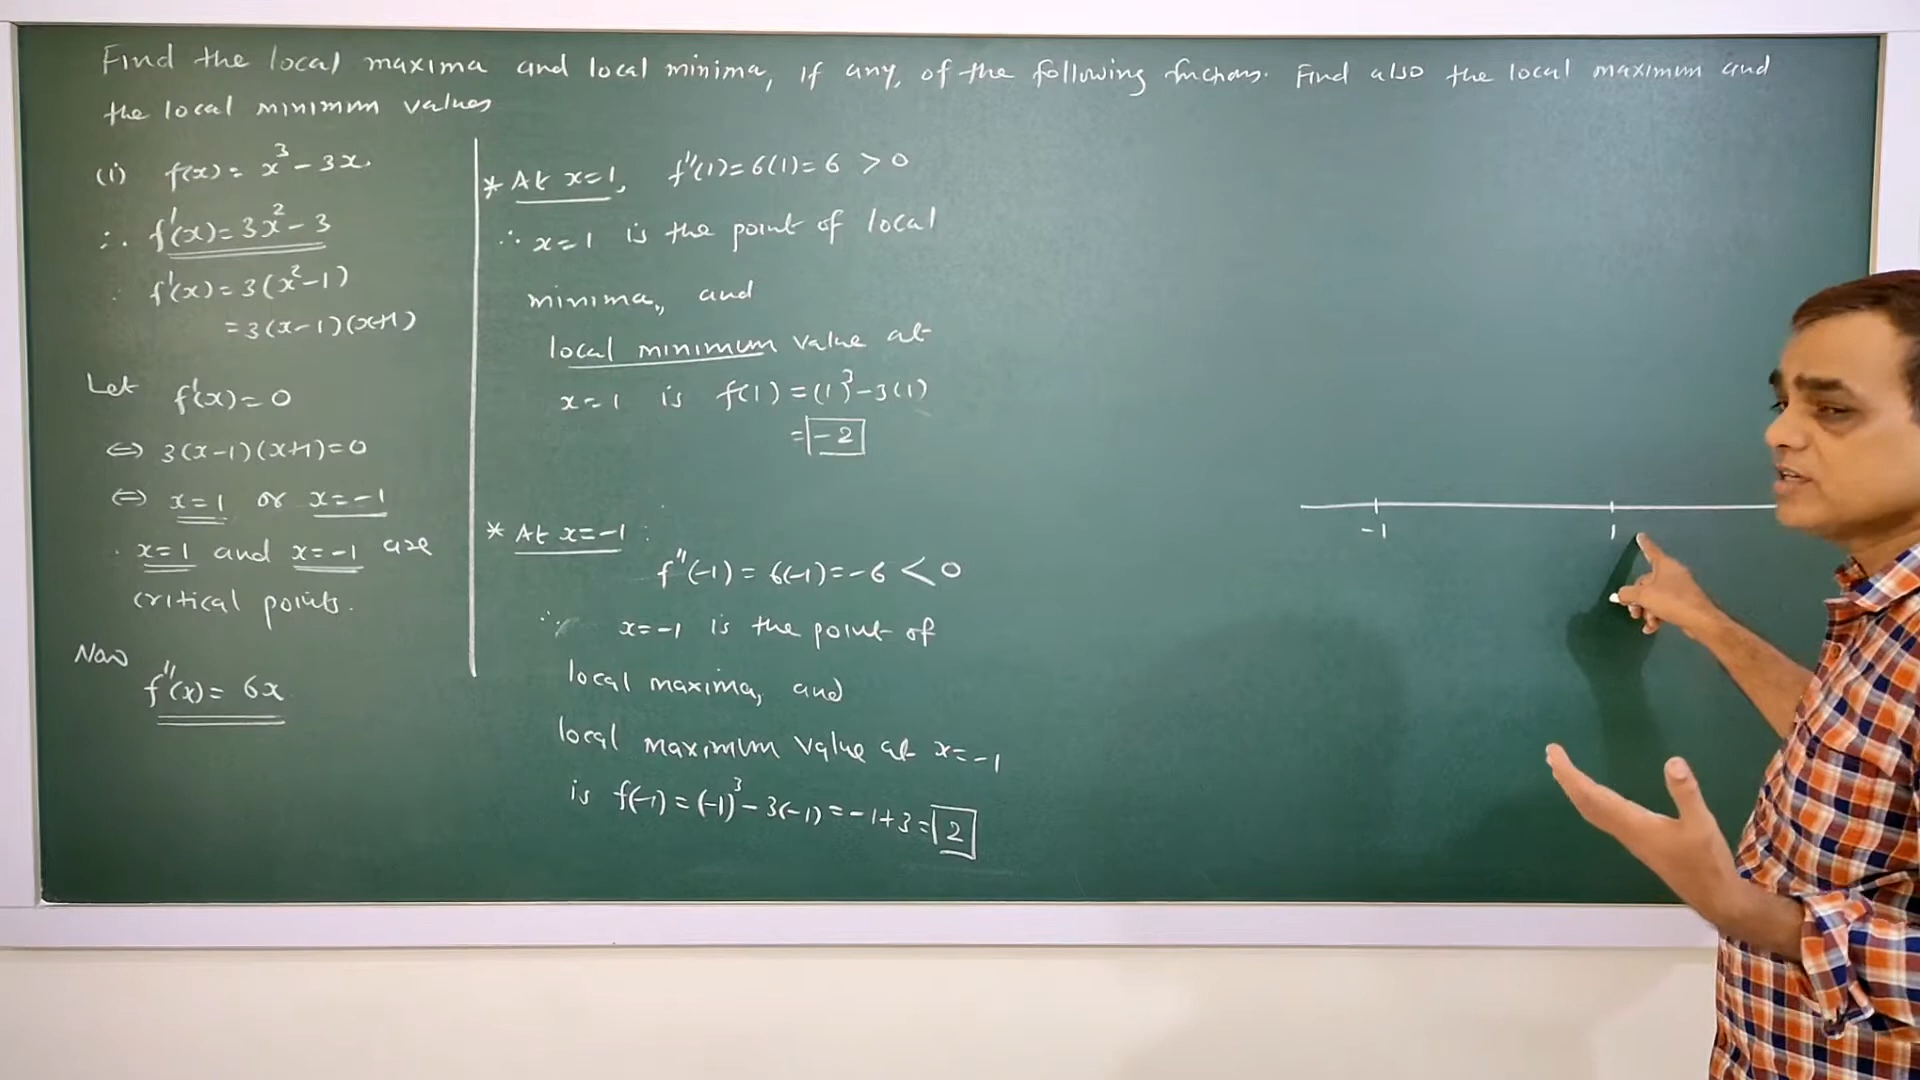 Find the local maxima and local minima, if any, of the following functions. Find also the local maximum and
the local minimum values
(i) f(x) = x³ - 3x.
∴ f'(x) = 3x² - 3
∴ f'(x) = 3(x² - 1)
= 3(x-1)(x+1)
Let f'(x) = 0
⇔ 3(x-1)(x+1) = 0
⇔ x = 1 or x = -1
∴ x = 1 and x = -1 are
critical points.
Now
f''(x) = 6x
* At x=1, f''(1) = 6(1) = 6 > 0
∴ x = 1 is the point of local
minima, and
local minimum value at
x = 1 is f(1) = (1)³ - 3(1)
= -2
* At x = -1 :
f''(-1) = 6(-1) = -6 < 0
∴ x = -1 is the point of
local maxima, and
local maximum value at x = -1
is f(-1) = (-1)³ - 3(-1) = -1 + 3 = 2
-1 1